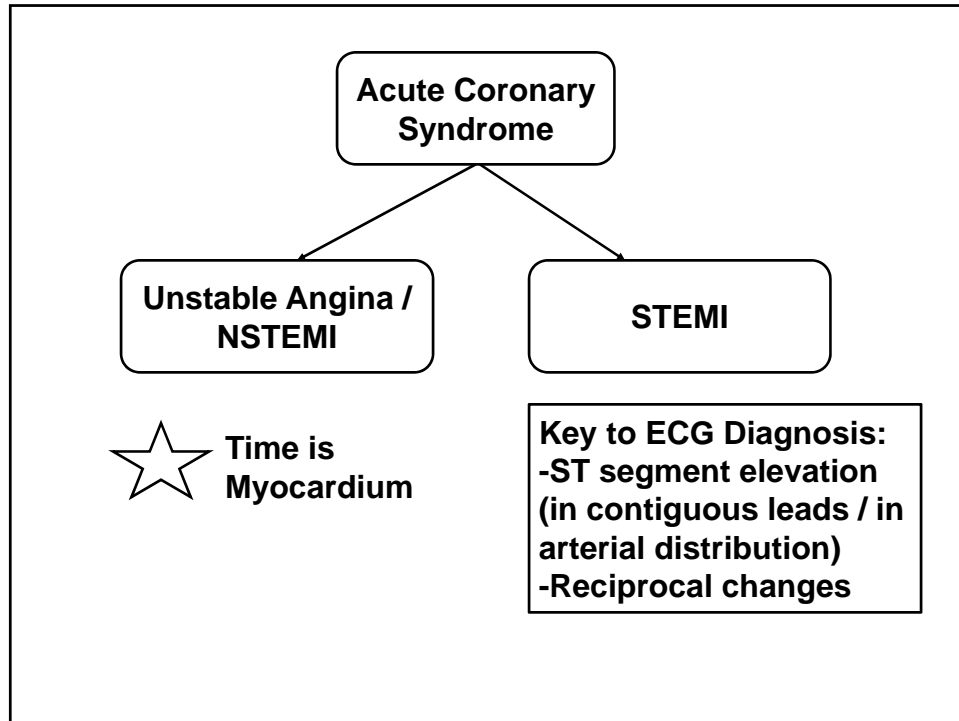 Acute Coronary
Syndrome
Unstable Angina /
NSTEMI
STEMI
Time is
Myocardium
Key to ECG Diagnosis:
-ST segment elevation
(in contiguous leads / in
arterial distribution)
-Reciprocal changes